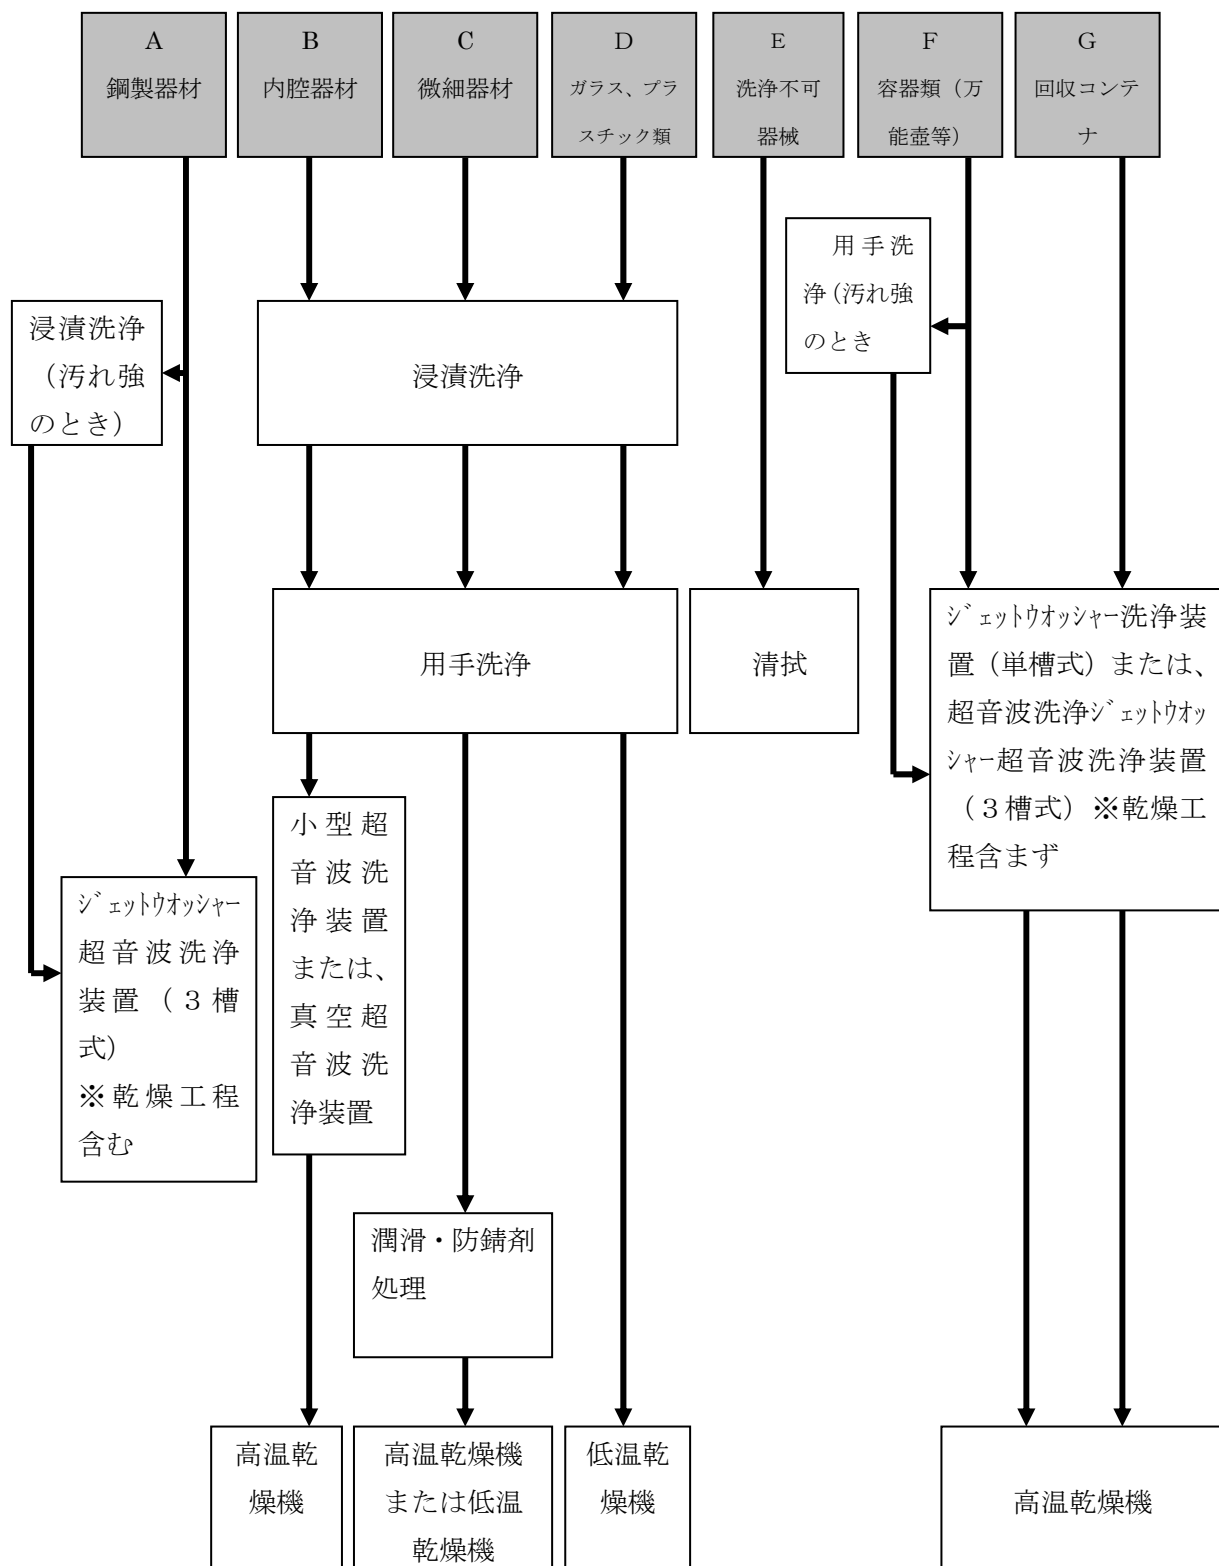 A
鋼製器材
B
内腔器材
C
微細器材
D
ガラス、プラ
スチック類
E
洗浄不可
器械
F
容器類（万
能壺等）
G
回収コンテ
ナ
用手洗
浄（汚れ強
のとき
浸漬洗浄
（汚れ強
のとき）
浸漬洗浄
用手洗浄
清拭
ｼﾞｪｯﾄｳｵｯｼｬｰ洗浄装
置（単槽式）または、
超音波洗浄ｼﾞｪｯﾄｳｵｯ
ｼｬｰ超音波洗浄装置
（３槽式）※乾燥工
程含まず
小型超
音波洗
浄装置
または、
真空超
音波洗
浄装置
ｼﾞｪｯﾄｳｵｯｼｬｰ
超音波洗浄
装置（３槽
式）
※乾燥工程
含む
潤滑・防錆剤
処理
高温乾
燥機
高温乾燥機
または低温
乾燥機
低温乾
燥機
高温乾燥機